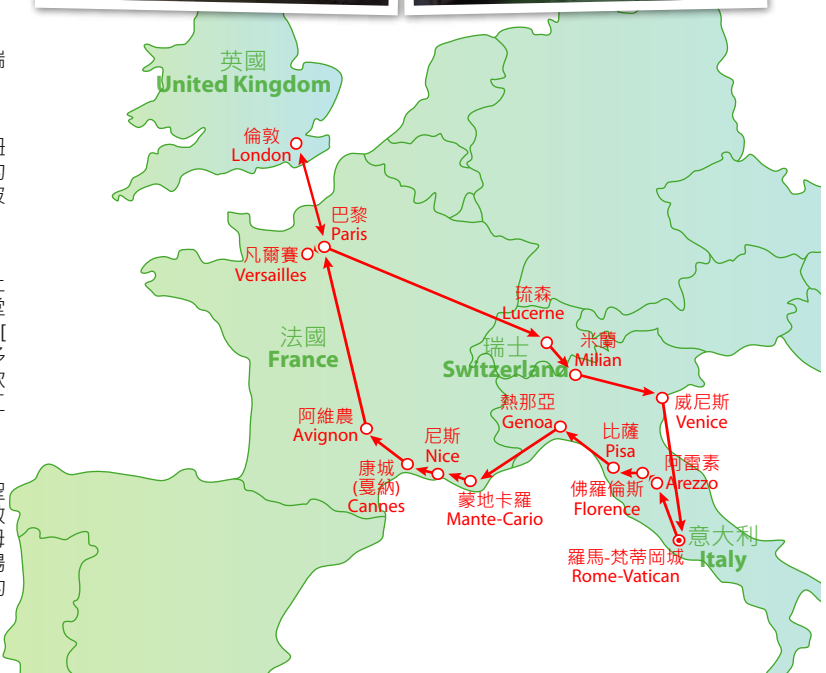 英國
United Kingdom
倫敦
London
巴黎
Paris
凡爾賽
Versailles
琉森
Lucerne
法國
France
瑞士
Switzerland
米蘭
Milian
熱那亞
Genoa
威尼斯
Venice
阿維農
Avignon
尼斯
Nice
比薩
Pisa
阿雷素
Arezzo
康城
(戛納)
Cannes
蒙地卡羅
Mante-Cario
佛羅倫斯
Florence
意大利
Italy
羅馬-梵蒂岡城
Rome-Vatican